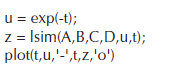 u = exp(-t);
z = lsim(A,B,C,D,u,t);
plot(t,u,'-',t,z,'o')